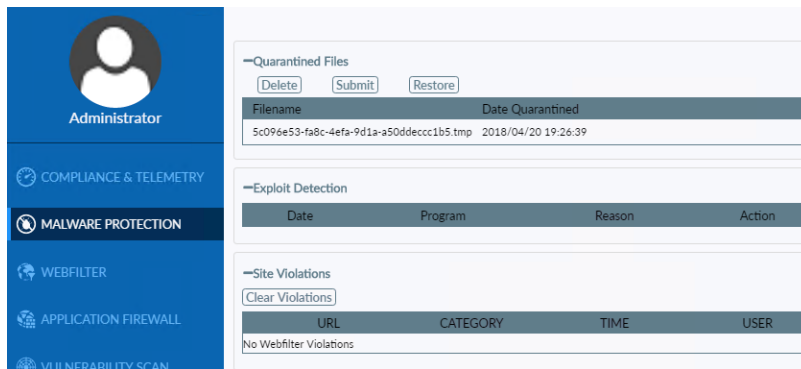 Administrator
COMPLIANCE & TELEMETRY
MALWARE PROTECTION
WEBFILTER
APPLICATION FIREWALL
VULNERABILITY SCAN
Quarantined Files
Delete Submit Restore
Filename Date Quarantined
5c096e53-fa8c-4efa-9d1a-a50ddeccc1b5.tmp 2018/04/20 19:26:39
Exploit Detection
Date Program Reason Action
Site Violations
Clear Violations
URL CATEGORY TIME USER
No Webfilter Violations